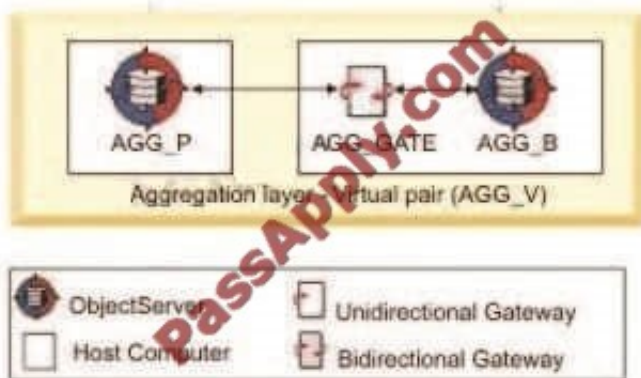 AGG_P
AGG_GATE
AGG_B
Aggregation layer - virtual pair (AGG_V)
ObjectServer
Unidirectional Gateway
Host Computer
Bidirectional Gateway
PassApply.com